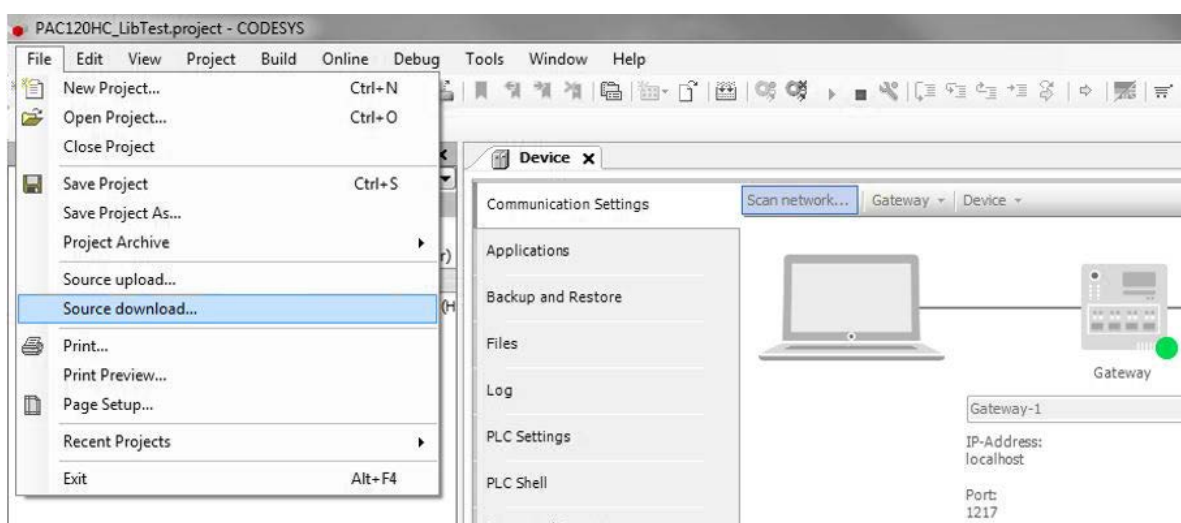 PAC120HC_LibTest.project - CODESYS
File Edit View Project Build Online Debug Tools Window Help
New Project... Ctrl+N
Open Project... Ctrl+O
Close Project
Save Project Ctrl+S
Save Project As...
Project Archive
r)
Source upload...
Source download...
(H
Print...
Print Preview...
Page Setup...
Recent Projects
Exit Alt+F4
Device
Communication Settings
Applications
Backup and Restore
Files
Log
PLC Settings
PLC Shell
Scan network... Gateway Device
Gateway
Gateway-1
IP-Address:
localhost
Port:
1217